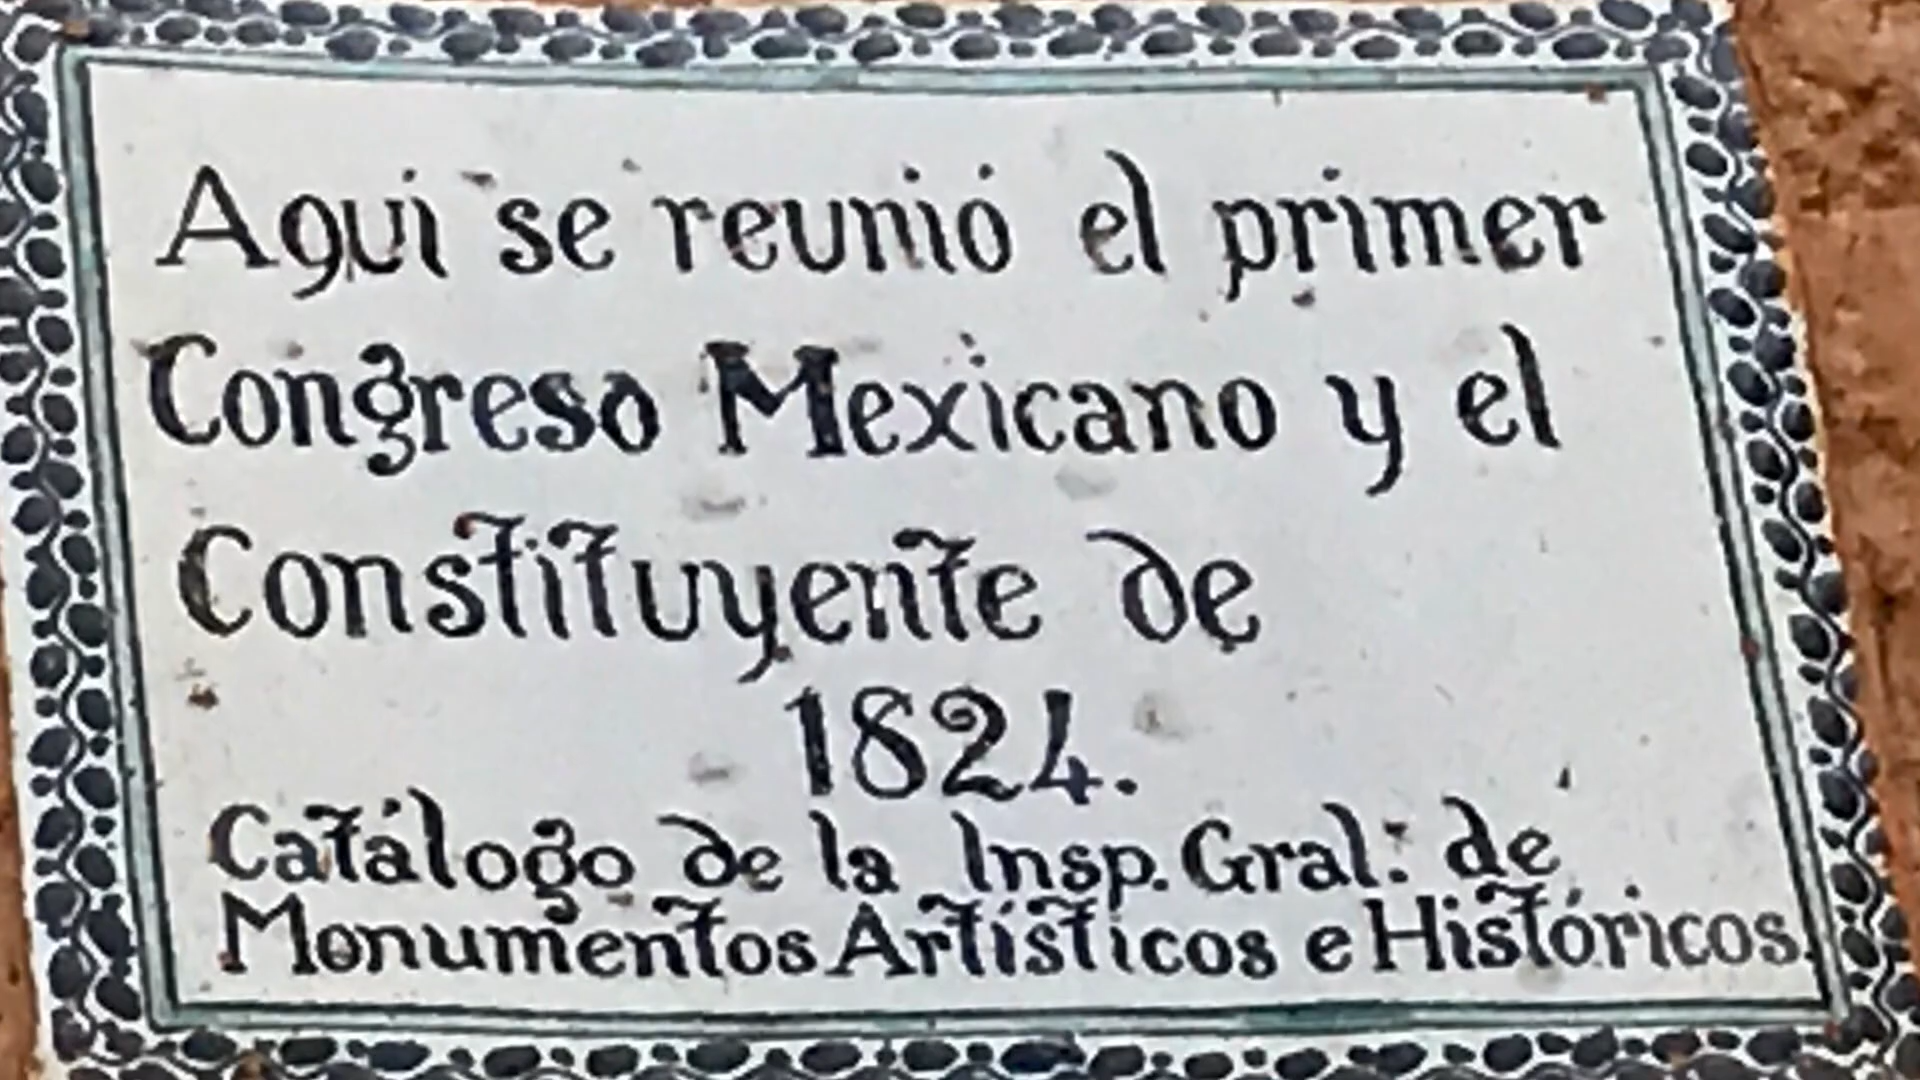 Aqui se reunió el primer
Congreso Mexicano y el
Constituyente de
1824.
Catálogo de la Insp. Gral. de
Monumentos Artísticos e Históricos.